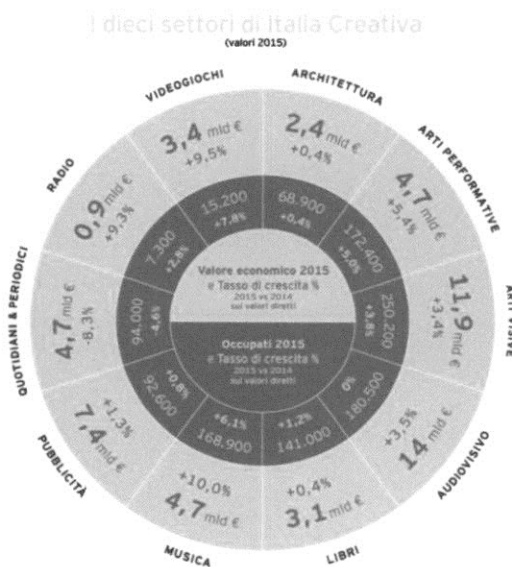 I dieci settori di Italia Creativa
(valori 2015)
ARCHITETTURA
2,4 mld €
+0,4%
68.900
+0,4%
ARTI PERFORMATIVE
4,7 mld €
+5,4%
172.400
+5,0%
ARTI VISIVE
11,9 mld €
+3,4%
250.200
+3,8%
AUDIOVISIVO
14 mld €
+3,5%
180.500
0%
LIBRI
3,1 mld €
+0,4%
141.000
+1,2%
MUSICA
4,7 mld €
+10,0%
168.900
+6,1%
PUBBLICITÀ
7,4 mld €
+1,3%
92.600
+0,8%
QUOTIDIANI & PERIODICI
4,7 mld €
-8,3%
94.000
-4,6%
RADIO
0,9 mld €
+9,3%
7.300
+2,8%
VIDEOGIOCHI
3,4 mld €
+9,5%
15.200
+7,8%
Valore economico 2015
e Tasso di crescita %
2015 vs 2014
sui valori diretti
Occupati 2015
e Tasso di crescita %
2015 vs 2014
sui valori diretti